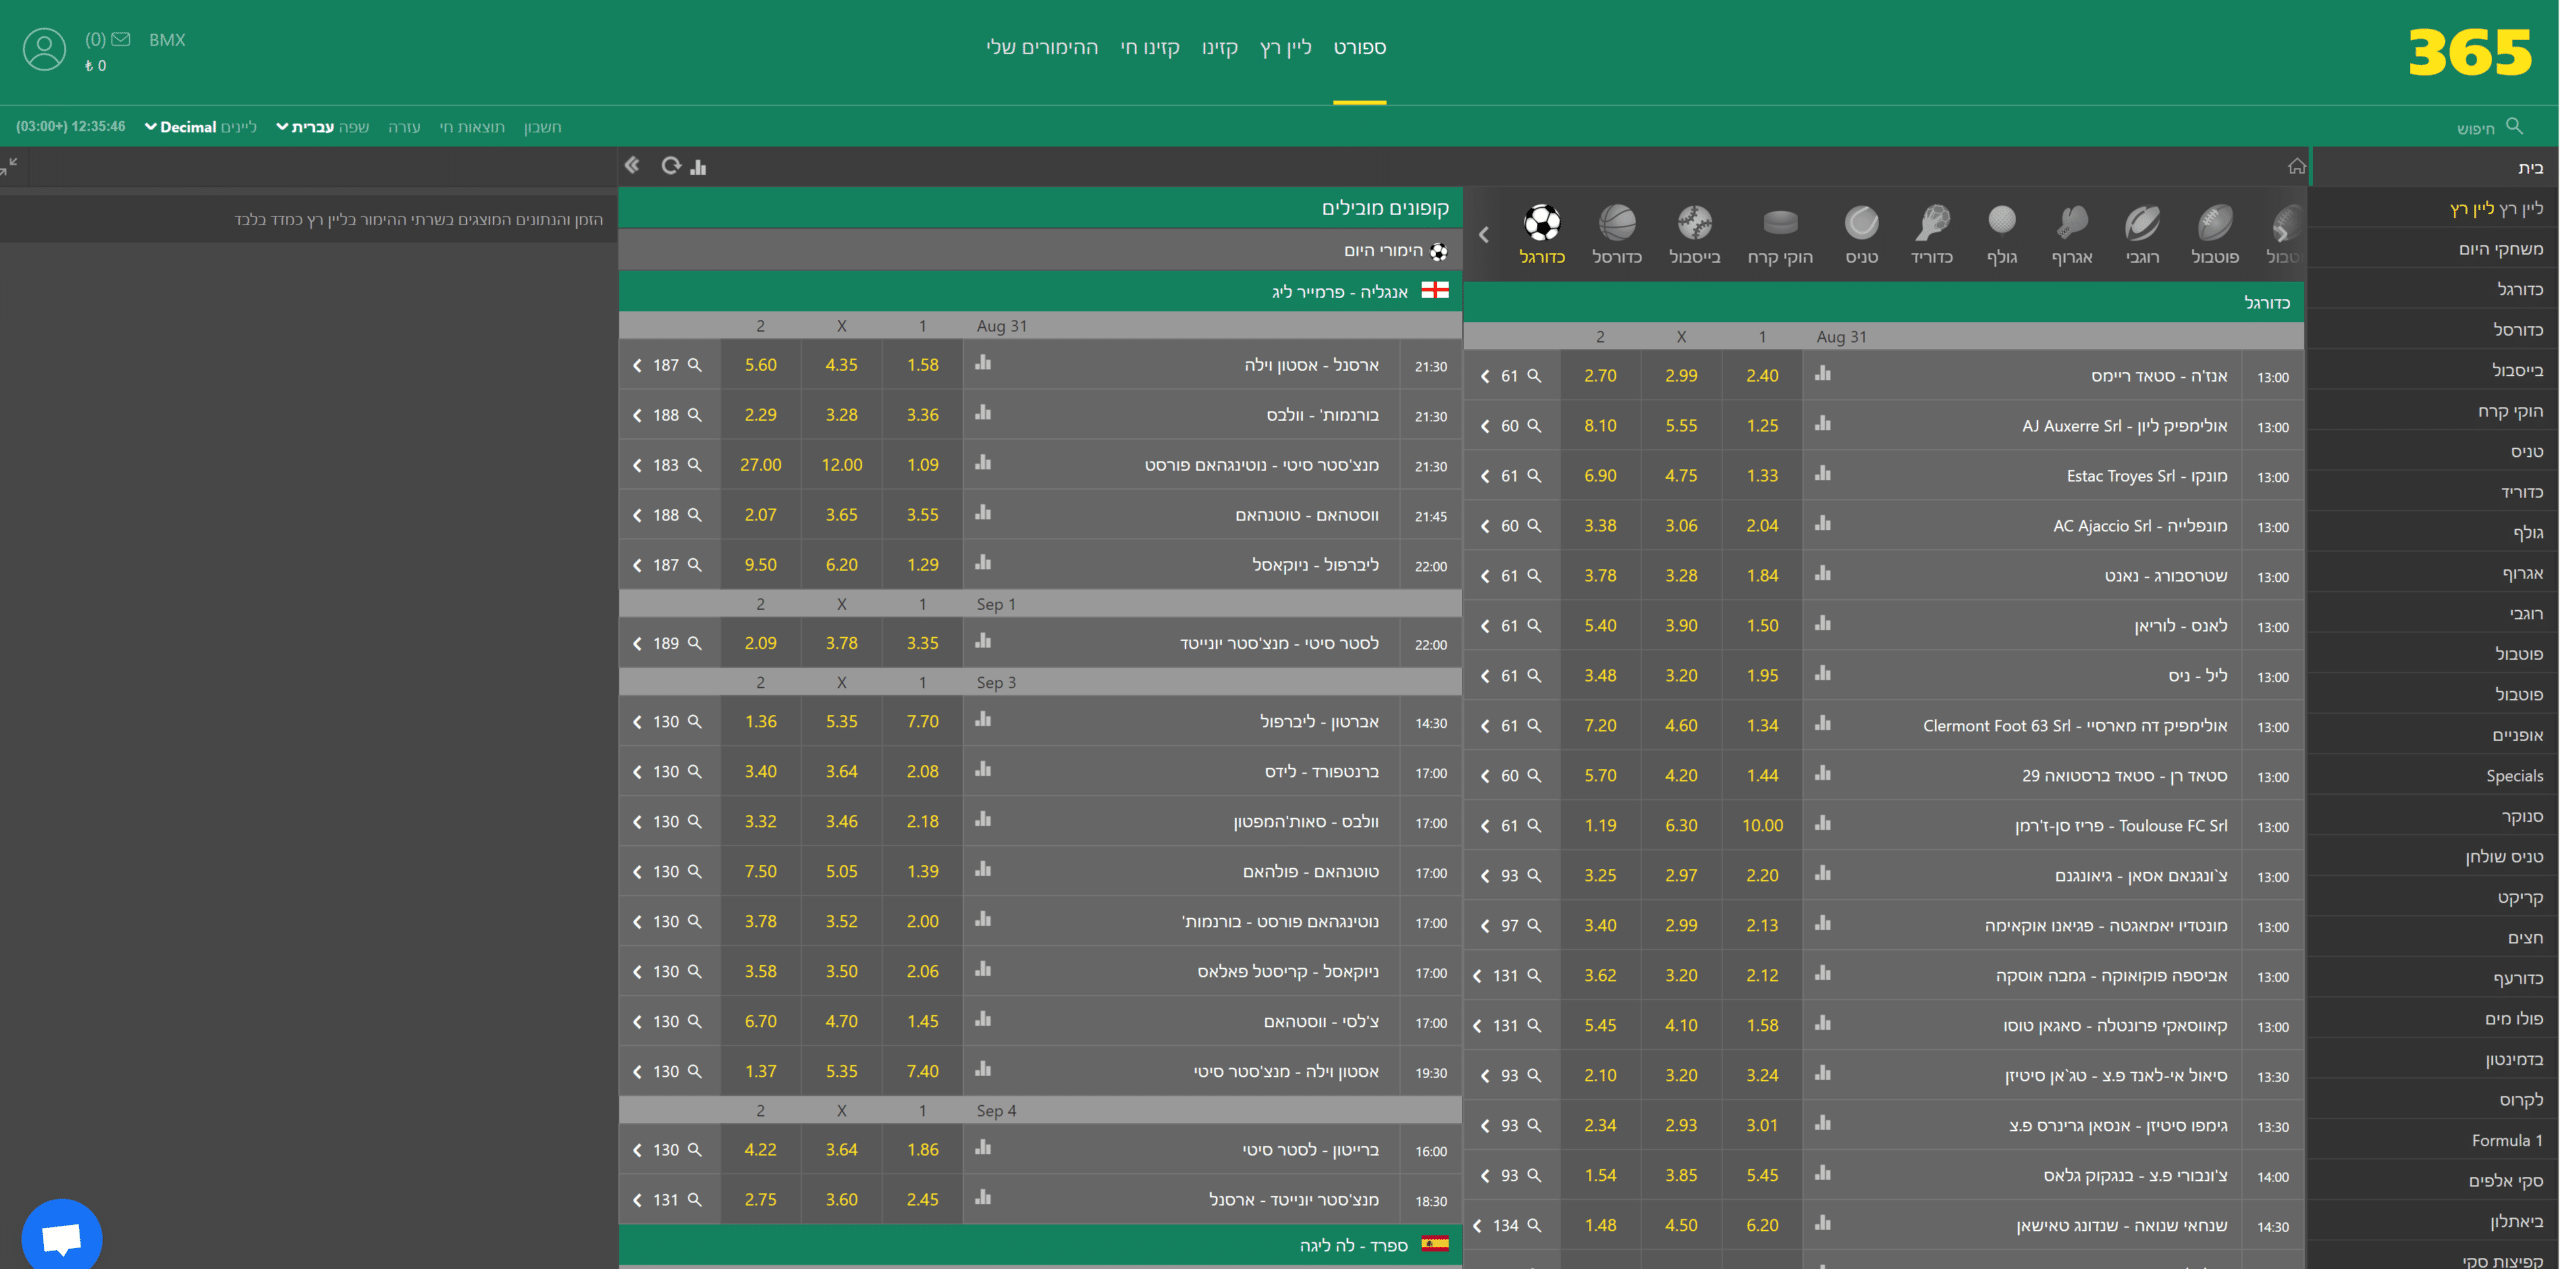 365
ספורט ליין רץ קזינו קזינו חי ההימורים שלי
BMX (0)
₺ 0
חיפוש
חשבון תוצאות חי עזרה שפה עברית ליינים Decimal 12:35:46 (+03:00)
בית
ליין רץ ליין רץ
משחקי היום
כדורגל
כדורסל
בייסבול
הוקי קרח
טניס
כדוריד
גולף
אגרוף
רוגבי
פוטבול
פוטבול
אופניים
Specials
סנוקר
טניס שולחן
קריקט
חצים
כדורעף
פולו מים
בדמינטון
לקרוס
Formula 1
סקי אלפים
ביאתלון
קפיצות סקי
כדורגל כדורסל בייסבול הוקי קרח טניס כדוריד גולף אגרוף רוגבי פוטבול
כדורגל
Aug 31 1 X 2
13:00 אנז'ה - סטאד ריימס 2.40 2.99 2.70 61
13:00 אולימפיק ליון - AJ Auxerre Srl 1.25 5.55 8.10 60
13:00 מונקו - Estac Troyes Srl 1.33 4.75 6.90 61
13:00 מונפלייה - AC Ajaccio Srl 2.04 3.06 3.38 60
13:00 שטרסבורג - נאנט 1.84 3.28 3.78 61
13:00 לאנס - לוריאן 1.50 3.90 5.40 61
13:00 ליל - ניס 1.95 3.20 3.48 61
13:00 אולימפיק דה מארסיי - Clermont Foot 63 Srl 1.34 4.60 7.20 61
13:00 סטאד רן - סטאד ברסטואה 29 1.44 4.20 5.70 60
13:00 Toulouse FC Srl - פריז סן-ז'רמן 10.00 6.30 1.19 61
13:00 צ`ונגנאם אסאן - גיאונגנם 2.20 2.97 3.25 93
13:00 מונטדיו יאמאגטה - פגיאנו אוקאימה 2.13 2.99 3.40 97
13:00 אביספה פוקואוקה - גמבה אוסקה 2.12 3.20 3.62 131
13:00 קאווסאקי פרונטלה - סאגאן טוסו 1.58 4.10 5.45 131
13:30 סיאול אי-לאנד פ.צ - טג`אן סיטיזן 3.24 3.20 2.10 93
13:30 גימפו סיטיזן - אנסאן גרינרס פ.צ 3.01 2.93 2.34 93
14:00 צ'ונבורי פ.צ - בנגקוק גלאס 5.45 3.85 1.54 93
14:30 שנחאי שנואה - שנדונג טאישאן 6.20 4.50 1.48 134
קופונים מובילים
הימורי היום
אנגליה - פרמייר ליג
Aug 31 1 X 2
21:30 ארסנל - אסטון וילה 1.58 4.35 5.60 187
21:30 בורנמות' - וולבס 3.36 3.28 2.29 188
21:30 מנצ'סטר סיטי - נוטינגהאם פורסט 1.09 12.00 27.00 183
21:45 ווסטהאם - טוטנהאם 3.55 3.65 2.07 188
22:00 ליברפול - ניוקאסל 1.29 6.20 9.50 187
Sep 1 1 X 2
22:00 לסטר סיטי - מנצ'סטר יונייטד 3.35 3.78 2.09 189
Sep 3 1 X 2
14:30 אברטון - ליברפול 7.70 5.35 1.36 130
17:00 ברנטפורד - לידס 2.08 3.64 3.40 130
17:00 וולבס - סאות'המפטון 2.18 3.46 3.32 130
17:00 טוטנהאם - פולהאם 1.39 5.05 7.50 130
17:00 נוטינגהאם פורסט - בורנמות' 2.00 3.52 3.78 130
17:00 ניוקאסל - קריסטל פאלאס 2.06 3.50 3.58 130
17:00 צ'לסי - ווסטהאם 1.45 4.70 6.70 130
19:30 אסטון וילה - מנצ'סטר סיטי 7.40 5.35 1.37 130
Sep 4 1 X 2
16:00 ברייטון - לסטר סיטי 1.86 3.64 4.22 130
18:30 מנצ'סטר יונייטד - ארסנל 2.45 3.60 2.75 131
ספרד - לה ליגה
הזמן והנתונים המוצגים בשרתי ההימור בליין רץ כמדד בלבד